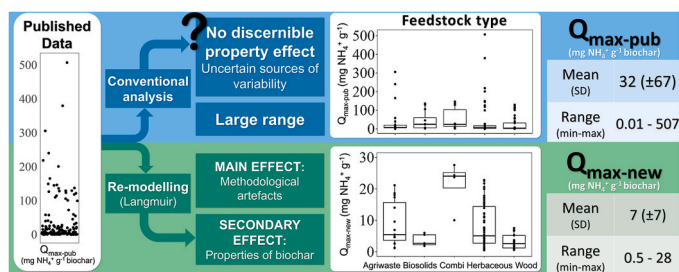 Published
Data
500
400
300
200
100
0
Qmax-pub
(mg NH₄⁺ g⁻¹ biochar)
Conventional
analysis
Re-modelling
(Langmuir)
?
No discernible
property effect
Uncertain sources of
variability
Large range
MAIN EFFECT:
Methodological
artefacts
SECONDARY
EFFECT:
Properties of biochar
Feedstock type
Qmax-pub (mg NH₄⁺ g⁻¹)
500
400
300
200
100
0
Qmax-new (mg NH₄⁺ g⁻¹)
30
20
10
0
Agriwaste Biosolids Combi Herbaceous Wood
Qmax-pub
(mg NH₄⁺ g⁻¹ biochar)
Mean
(SD)
32 (±67)
Range
(min-max)
0.01 - 507
Qmax-new
(mg NH₄⁺ g⁻¹ biochar)
Mean
(SD)
7 (±7)
Range
(min-max)
0.5 - 28